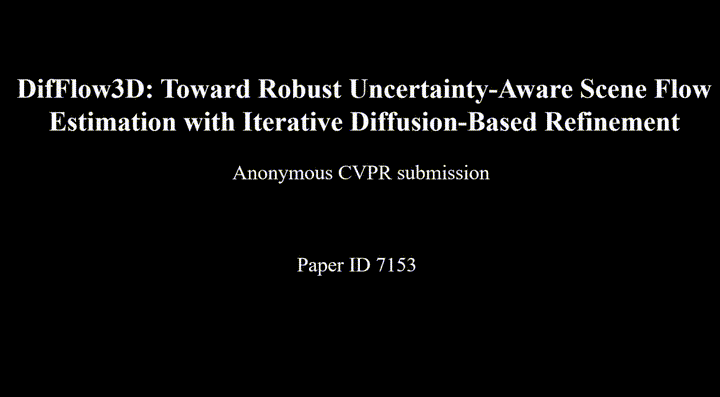 DifFlow3D: Toward Robust Uncertainty-Aware Scene Flow
Estimation with Iterative Diffusion-Based Refinement
Anonymous CVPR submission
Paper ID 7153